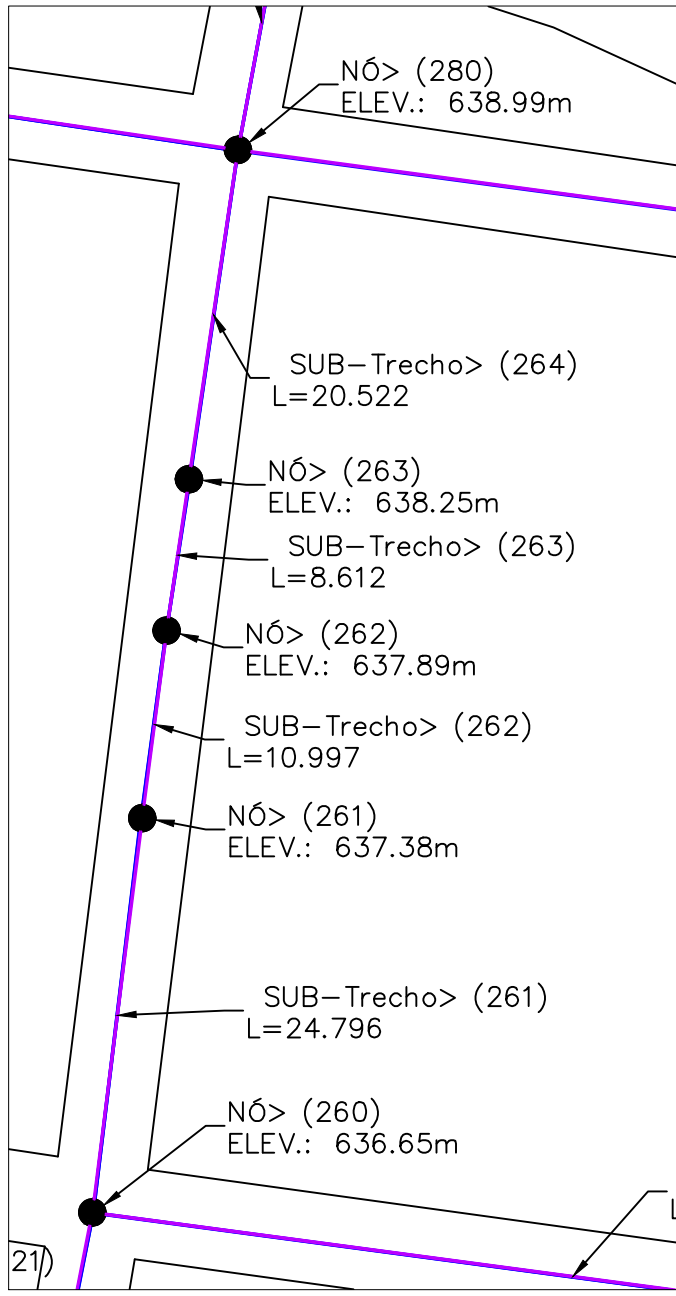 NÓ> (280)
ELEV.: 638.99m
SUB-Trecho> (264)
L=20.522
NÓ> (263)
ELEV.: 638.25m
SUB-Trecho> (263)
L=8.612
NÓ> (262)
ELEV.: 637.89m
SUB-Trecho> (262)
L=10.997
NÓ> (261)
ELEV.: 637.38m
SUB-Trecho> (261)
L=24.796
NÓ> (260)
ELEV.: 636.65m
L
21)